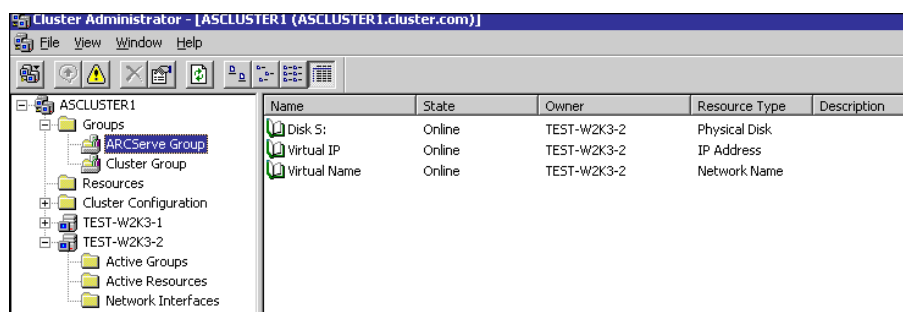 Cluster Administrator - [ASCLUSTER1 (ASCLUSTER1.cluster.com)]
File View Window Help
ASCLUSTER1
Groups
ARCServe Group
Cluster Group
Resources
Cluster Configuration
TEST-W2K3-1
TEST-W2K3-2
Active Groups
Active Resources
Network Interfaces
Name State Owner Resource Type Description
Disk S: Online TEST-W2K3-2 Physical Disk
Virtual IP Online TEST-W2K3-2 IP Address
Virtual Name Online TEST-W2K3-2 Network Name